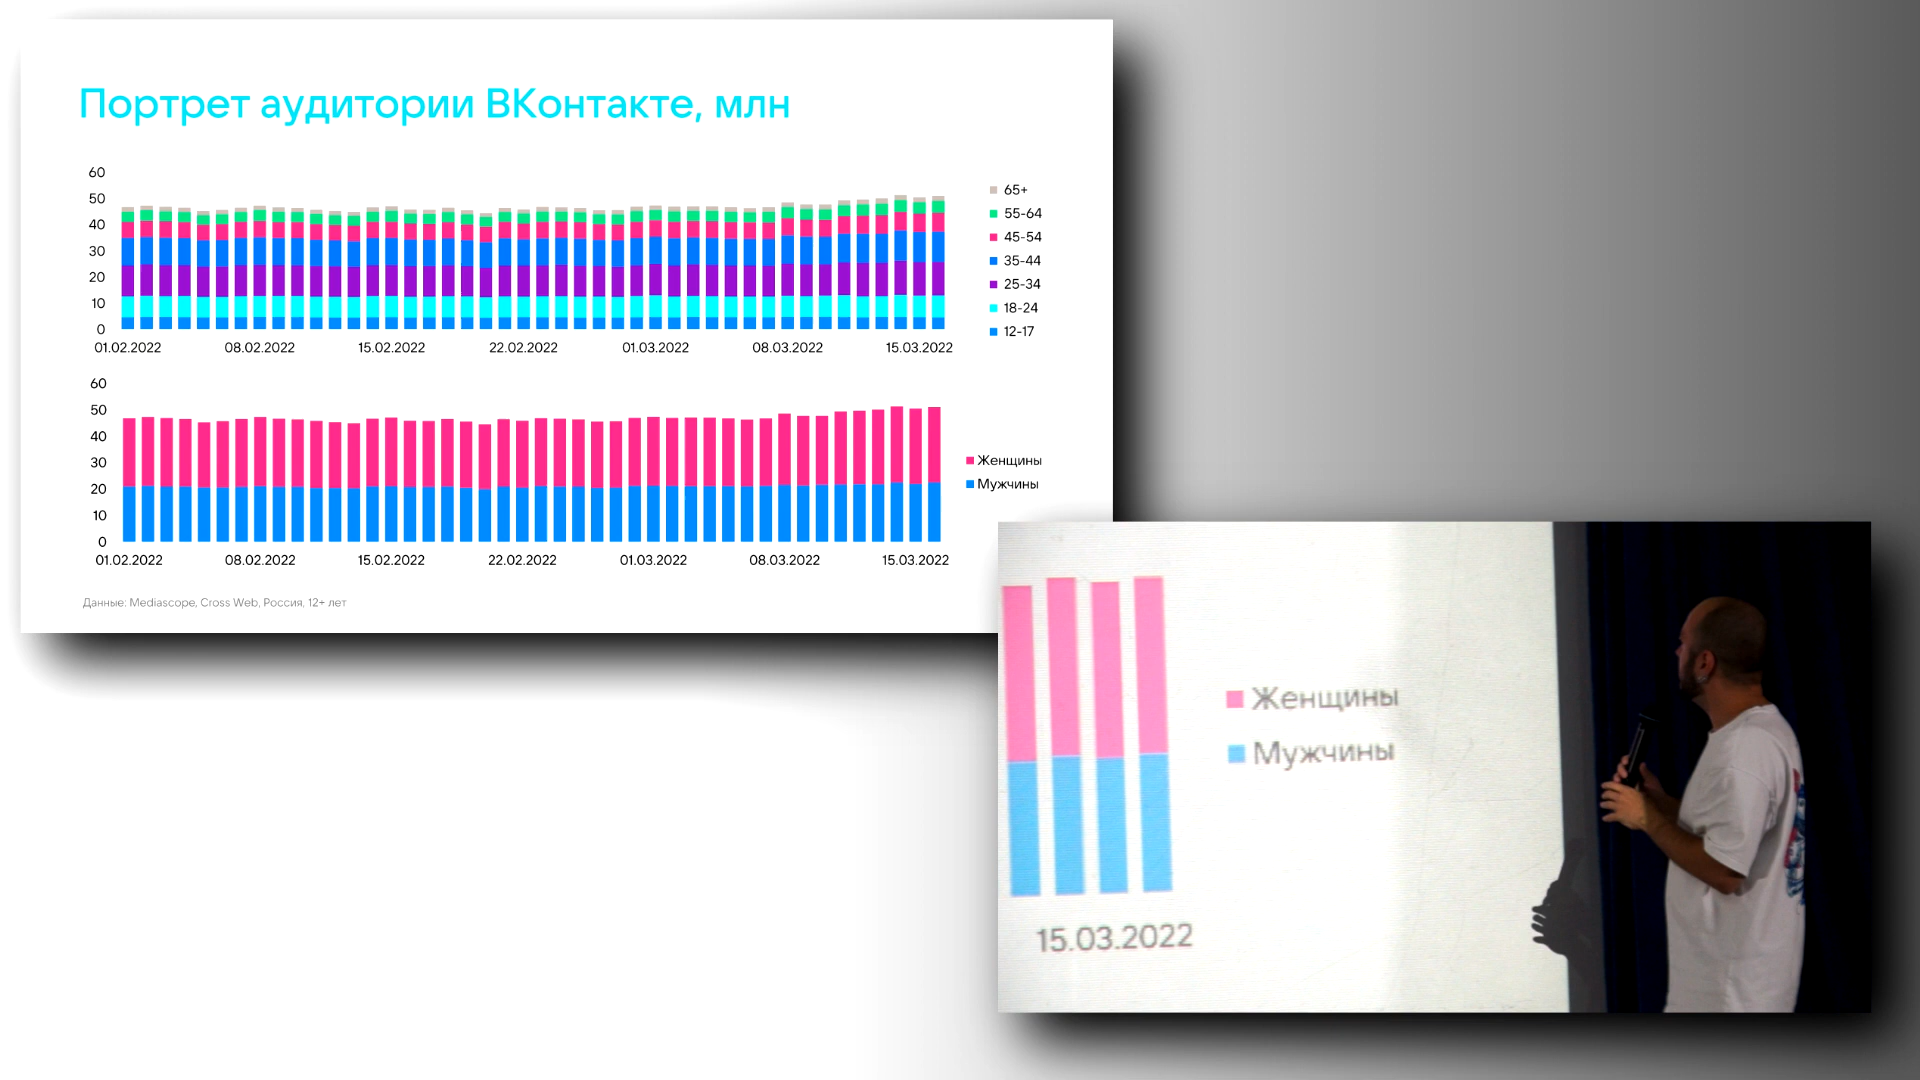 Портрет аудитории ВКонтакте, млн
60
50
40
30
20
10
0
01.02.2022 08.02.2022 15.02.2022 22.02.2022 01.03.2022 08.03.2022 15.03.2022
65+
55-64
45-54
35-44
25-34
18-24
12-17
60
50
40
30
20
10
0
01.02.2022 08.02.2022 15.02.2022 22.02.2022 01.03.2022 08.03.2022 15.03.2022
Женщины
Мужчины
Данные: Mediascope, Cross Web, Россия, 12+ лет
Женщины
Мужчины
15.03.2022